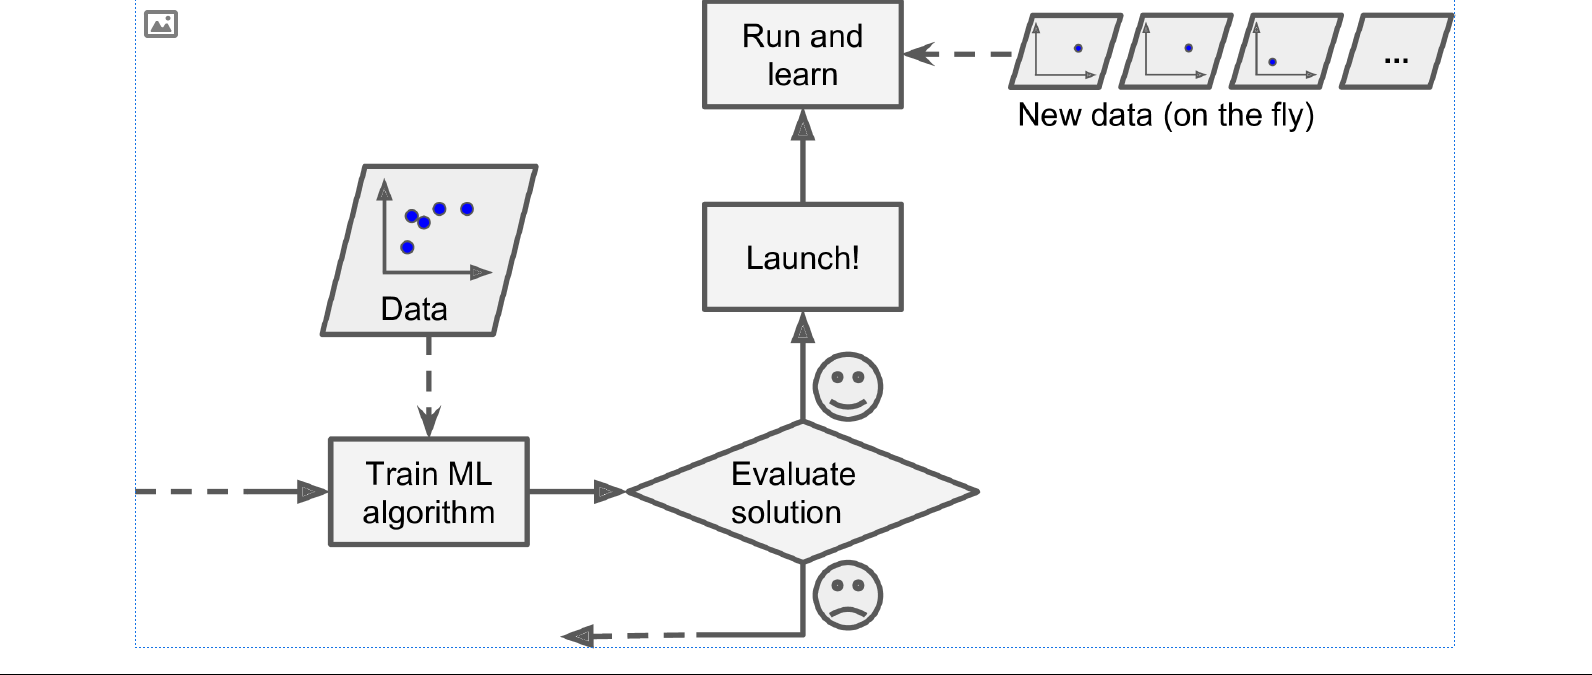 Run and
learn
...
New data (on the fly)
Launch!
Data
Train ML
algorithm
Evaluate
solution